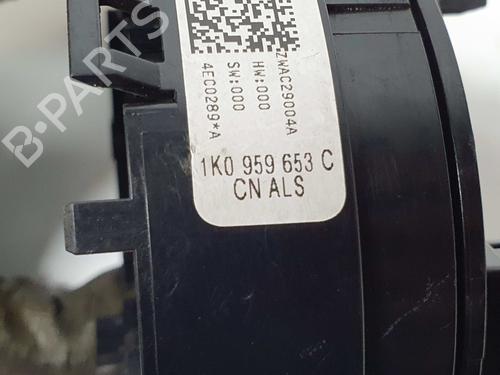 ZWAC29004A
HW:000
SW:000
4EC0289*A
1K0 959 653 C
CN ALS
B-PARTS